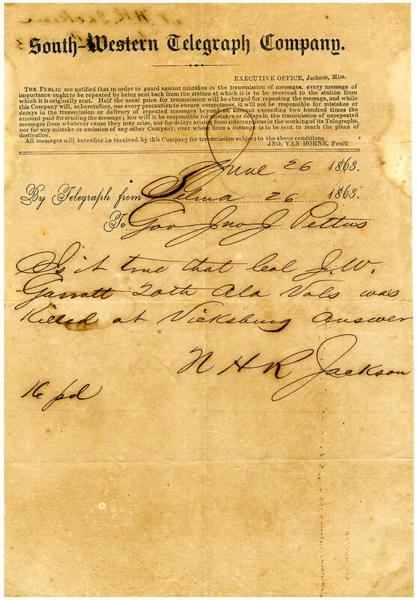 South-Western Telegraph Company.
EXECUTIVE OFFICE, Jackson, Miss.
THE PUBLIC are notified that in order to guard against mistakes in the transmission of messages, every message of
importance ought to be repeated by being sent back from the station at which it is to be received to the station from
which it is originally sent. Half the usual price for transmission will be charged for repeating the message, and while
this Company will, as heretofore, use every precaution to ensure correctness, it will not be responsible for mistakes or
delays in the transmission or delivery of repeated messages beyond an amount exceeding two hundred times the
amount paid for sending the message; nor will it be responsible for mistakes or delays in the transmission of unrepeated
messages from whatever cause they may arise, nor for delays arising from interruptions in the working of its Telegraphs,
nor for any mistake or omission of any other Company, over whose lines a message is to be sent to reach the place of
destination.
All messages will hereafter be received by this Company for transmission subject to the above conditions.
JNO. VAN HORNE, Pres't
June 26 1863.
By Telegraph from Selma 26 1863.
To Gov Jno J Pettus
Is it true that Col J.W.
Garrott 20th Ala Vols was
killed at Vicksburg answer
N H R Jackson
16 pd